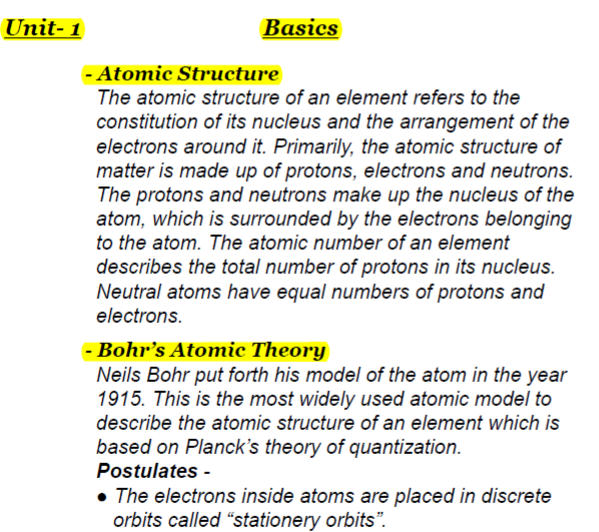 Unit- 1 Basics
- Atomic Structure
The atomic structure of an element refers to the
constitution of its nucleus and the arrangement of the
electrons around it. Primarily, the atomic structure of
matter is made up of protons, electrons and neutrons.
The protons and neutrons make up the nucleus of the
atom, which is surrounded by the electrons belonging
to the atom. The atomic number of an element
describes the total number of protons in its nucleus.
Neutral atoms have equal numbers of protons and
electrons.
- Bohr’s Atomic Theory
Neils Bohr put forth his model of the atom in the year
1915. This is the most widely used atomic model to
describe the atomic structure of an element which is
based on Planck’s theory of quantization.
Postulates -
● The electrons inside atoms are placed in discrete
orbits called “stationery orbits”.